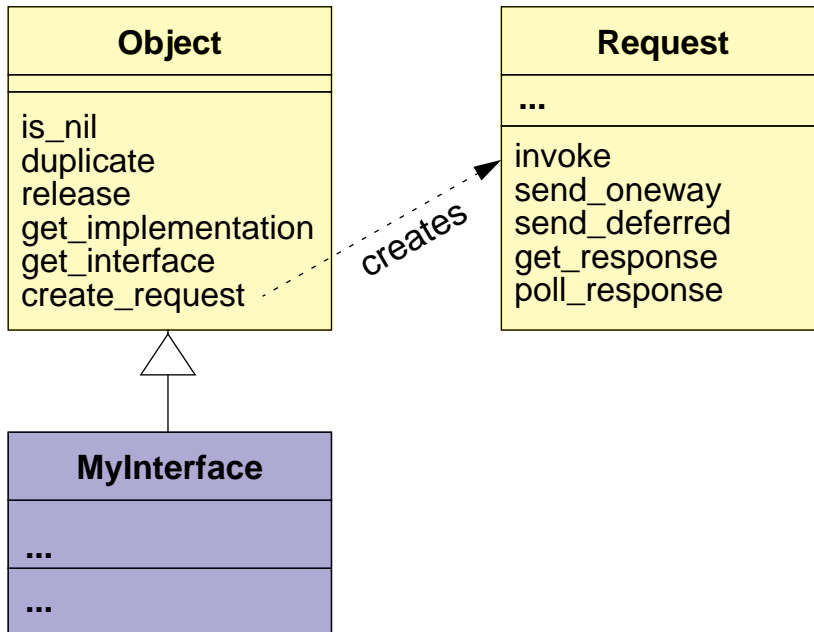 Object
is_nil
duplicate
release
get_implementation
get_interface
create_request
creates
Request
...
invoke
send_oneway
send_deferred
get_response
poll_response
MyInterface
...
...